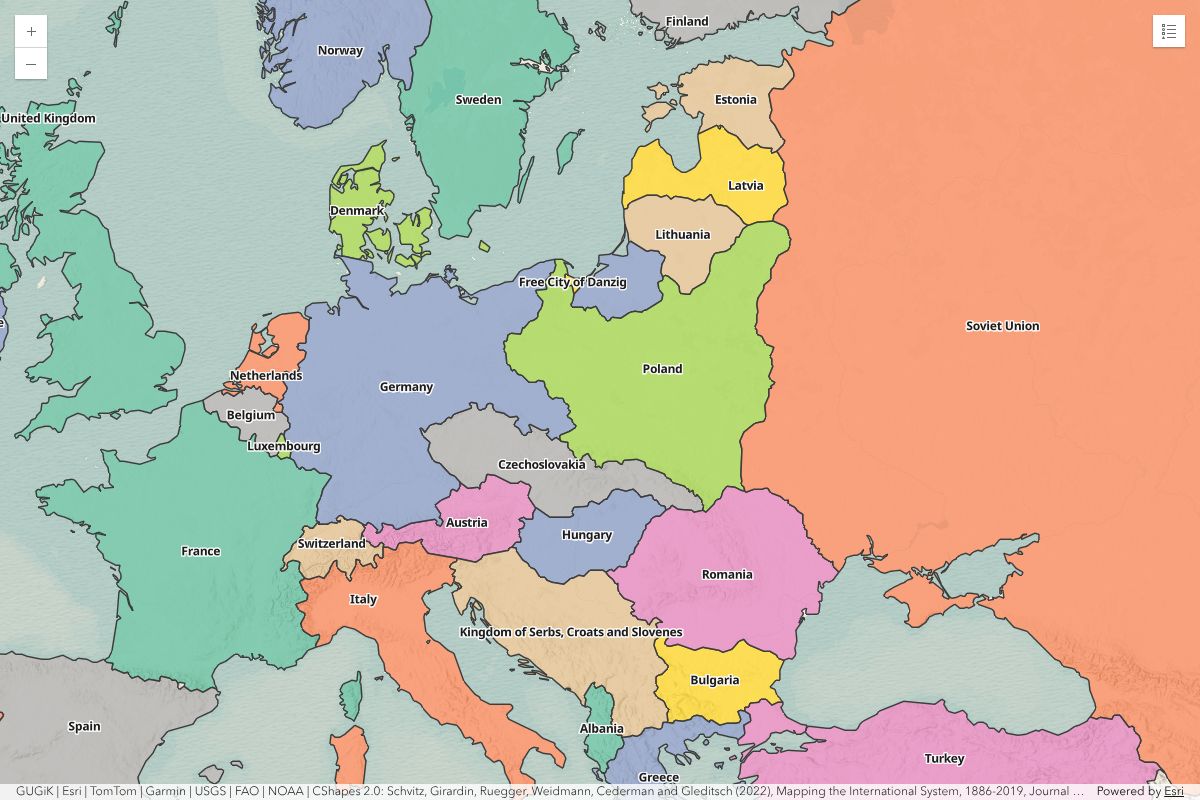 +
−
Finland
Norway
Sweden
Estonia
United Kingdom
Latvia
Denmark
Lithuania
Free City of Danzig
e
Soviet Union
Netherlands
Germany
Poland
Belgium
Luxembourg
Czechoslovakia
Austria
Hungary
Switzerland
France
Romania
Italy
Kingdom of Serbs, Croats and Slovenes
Bulgaria
Spain
Albania
Turkey
Greece
GUGiK | Esri | TomTom | Garmin | USGS | FAO | NOAA | CShapes 2.0: Schvitz, Girardin, Ruegger, Weidmann, Cederman and Gleditsch (2022), Mapping the International System, 1886-2019, Journal ... Powered by Esri